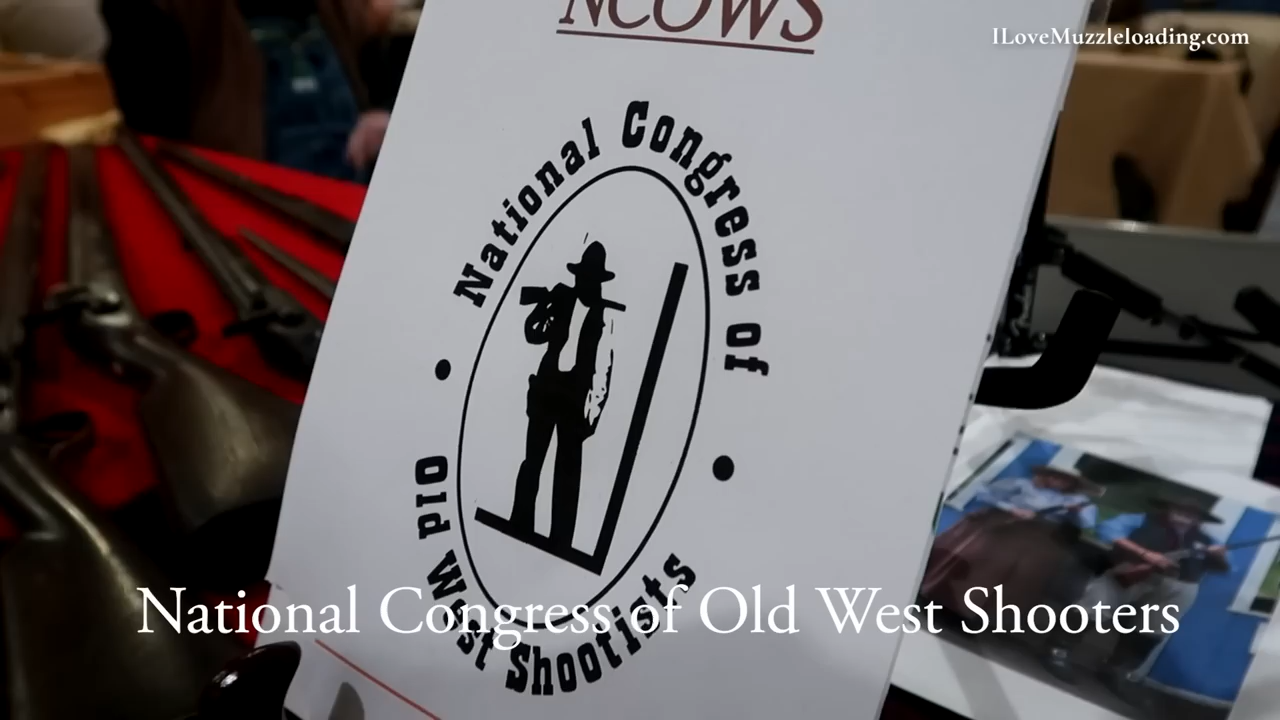 NCOWS
ILoveMuzzleloading.com
National Congress of
Old West Shootists
National Congress of Old West Shooters